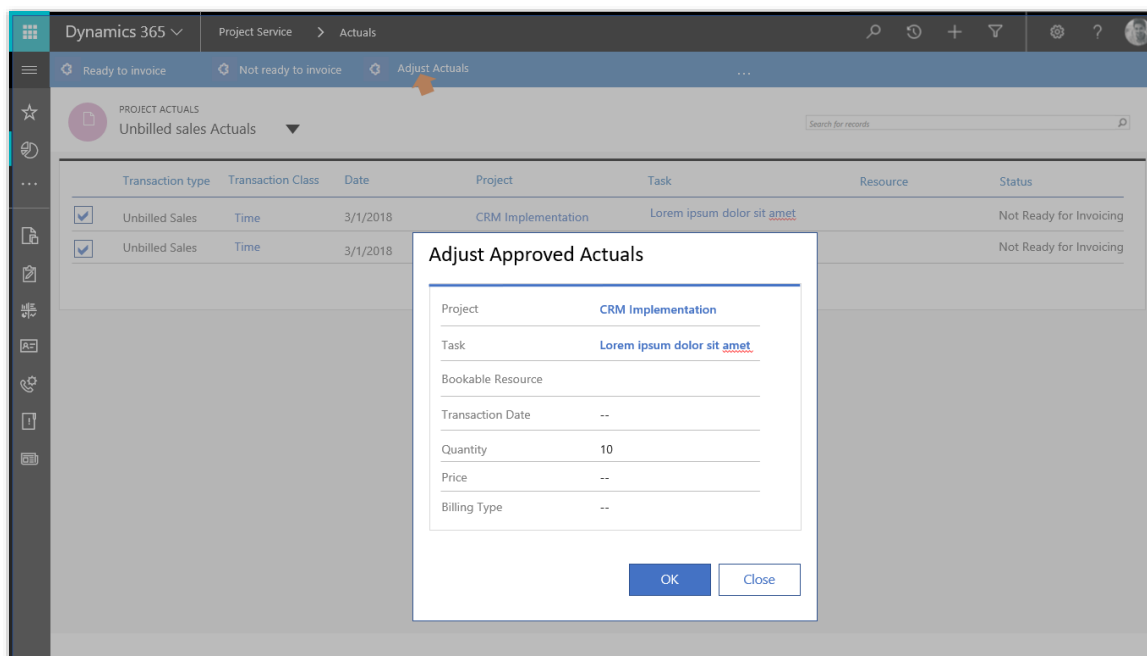 Dynamics 365 Project Service > Actuals
Ready to invoice Not ready to invoice Adjust Actuals ...
PROJECT ACTUALS
Unbilled sales Actuals
Search for records
Transaction type Transaction Class Date Project Task Resource Status
Unbilled Sales Time 3/1/2018 CRM Implementation Lorem ipsum dolor sit amet Not Ready for Invoicing
Unbilled Sales Time 3/1/2018 Not Ready for Invoicing
Adjust Approved Actuals
Project CRM Implementation
Task Lorem ipsum dolor sit amet
Bookable Resource
Transaction Date --
Quantity 10
Price --
Billing Type --
OK Close